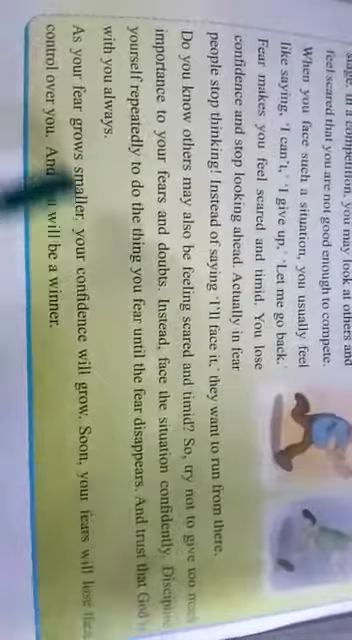 stage. In a competition, you may look at others and
feel scared that you are not good enough to compete.
When you face such a situation, you usually feel
like saying, 'I can't,' 'I give up,' 'Let me go back.'
Fear makes you feel scared and timid. You lose
confidence and stop looking ahead. Actually in fear
people stop thinking! Instead of saying 'I'll face it,' they want to run from there.
Do you know others may also be feeling scared and timid? So, try not to give too much
importance to your fears and doubts. Instead, face the situation confidently. Discipline
yourself repeatedly to do the thing you fear until the fear disappears. And trust that God is
with you always.
As your fear grows smaller, your confidence will grow. Soon, your fears will lose their
control over you. And will be a winner.